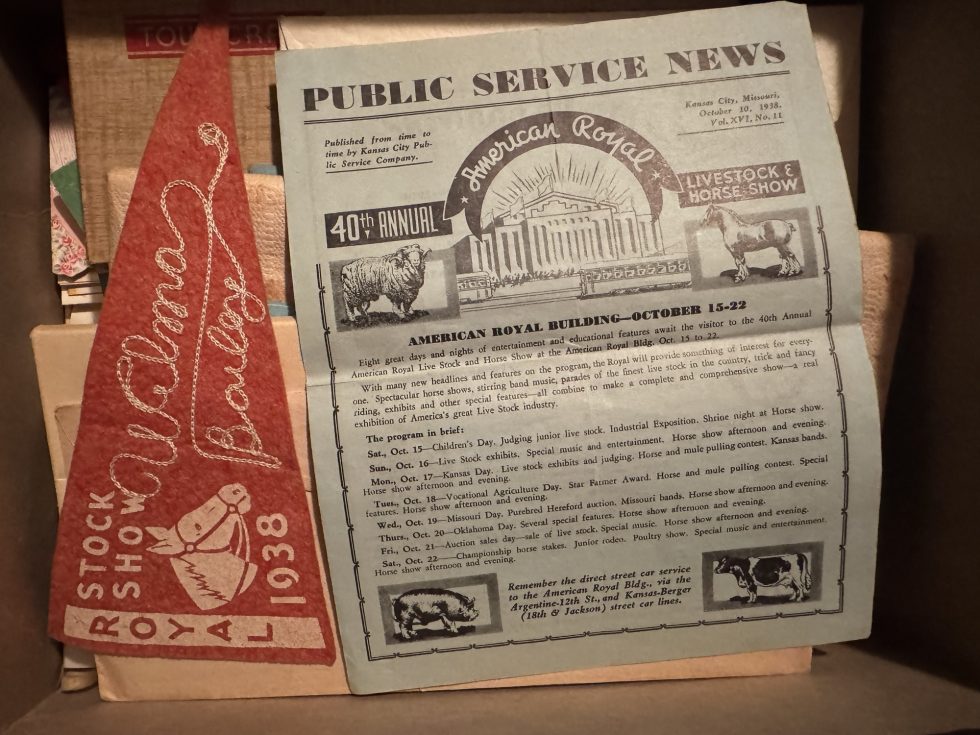 TOU
CRE
Wilma
Bailey
STOCK
SHOW
1938
ROYAL
PUBLIC SERVICE NEWS
Published from time to
time by Kansas City Pub-
lic Service Company.
Kansas City, Missouri,
October 10, 1938.
Vol. XVI, No. 11
American Royal
40th ANNUAL
LIVESTOCK &
HORSE SHOW
AMERICAN ROYAL BUILDING—OCTOBER 15-22
Eight great days and nights of entertainment and educational features await the visitor to the 40th Annual
American Royal Live Stock and Horse Show at the American Royal Bldg. Oct. 15 to 22.
With many new headlines and features on the program, the Royal will provide something of interest for every-
one. Spectacular horse shows, stirring band music, parades of the finest live stock in the country, trick and fancy
riding, exhibits and other special features—all combine to make a complete and comprehensive show—a real
exhibition of America's great Live Stock industry.
The program in brief:
Sat., Oct. 15—Children's Day. Judging junior live stock. Industrial Exposition. Shrine night at Horse show.
Sun., Oct. 16—Live Stock exhibits. Special music and entertainment. Horse show afternoon and evening.
Mon., Oct. 17—Kansas Day. Live stock exhibits and judging. Horse and mule pulling contest. Kansas bands.
Horse show afternoon and evening.
Tues., Oct. 18—Vocational Agriculture Day. Star Farmer Award. Horse and mule pulling contest. Special
features. Horse show afternoon and evening.
Wed., Oct. 19—Missouri Day. Purebred Hereford auction. Missouri bands. Horse show afternoon and evening.
Thurs., Oct. 20—Oklahoma Day. Several special features. Horse show afternoon and evening.
Fri., Oct. 21—Auction sales day—sale of live stock. Special music. Horse show afternoon and evening.
Sat., Oct. 22—Championship horse stakes. Junior rodeo. Poultry show. Special music and entertainment.
Horse show afternoon and evening.
Remember the direct street car service
to the American Royal Bldg., via the
Argentine-12th St., and Kansas-Berger
(18th & Jackson) street car lines.